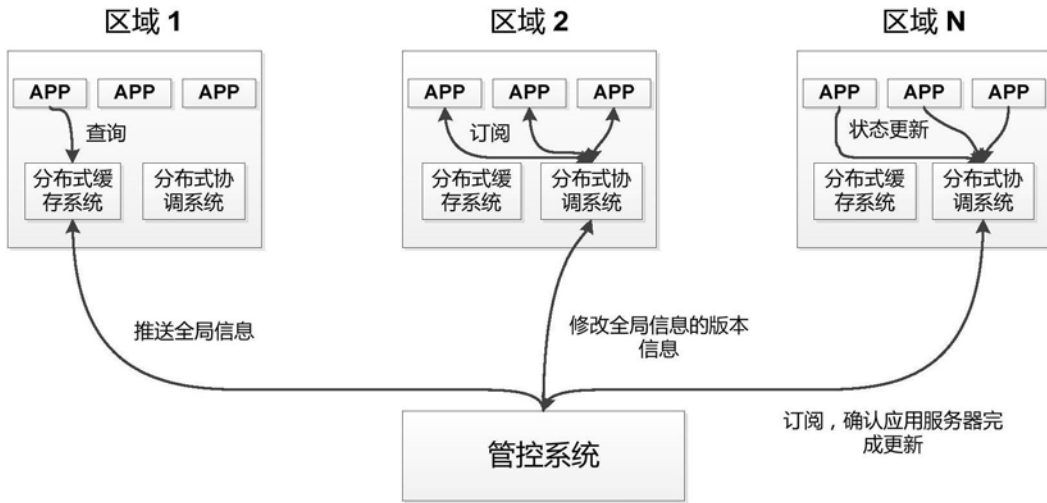 区域 1
区域 2
区域 N
APP
APP
APP
APP
APP
APP
APP
APP
APP
查询
订阅
状态更新
分布式缓
存系统
分布式协
调系统
分布式缓
存系统
分布式协
调系统
分布式缓
存系统
分布式协
调系统
推送全局信息
修改全局信息的版本
信息
订阅，确认应用服务器完
成更新
管控系统